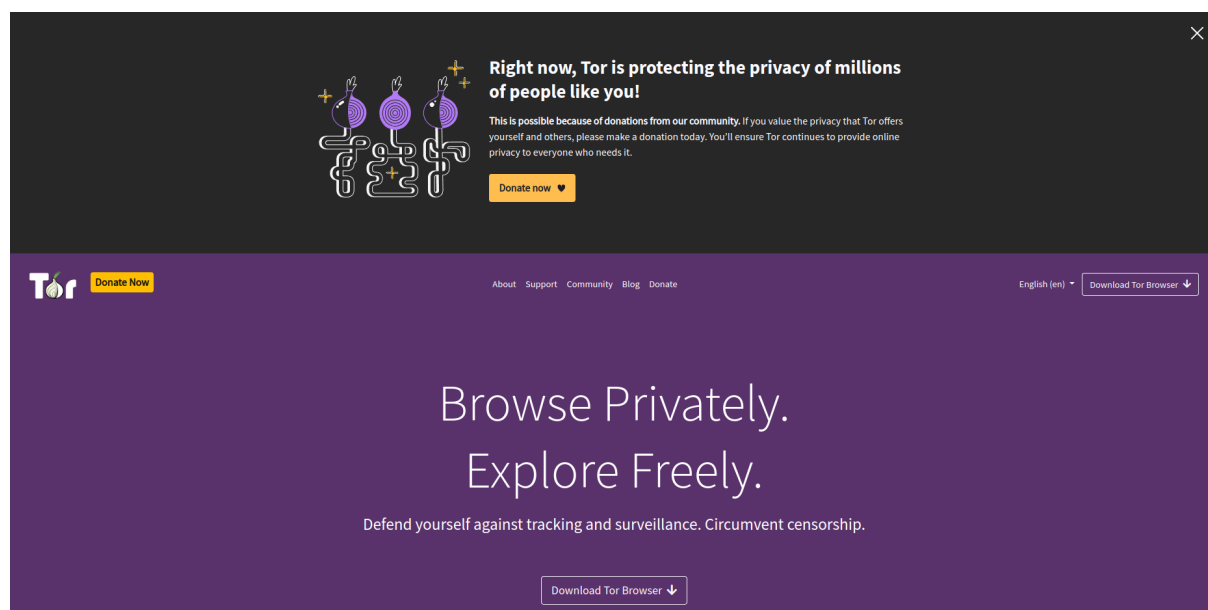 Right now, Tor is protecting the privacy of millions
of people like you!
This is possible because of donations from our community. If you value the privacy that Tor offers
yourself and others, please make a donation today. You'll ensure Tor continues to provide online
privacy to everyone who needs it.
Donate now
Tor
Donate Now
About Support Community Blog Donate
English (en)
Download Tor Browser
Browse Privately.
Explore Freely.
Defend yourself against tracking and surveillance. Circumvent censorship.
Download Tor Browser